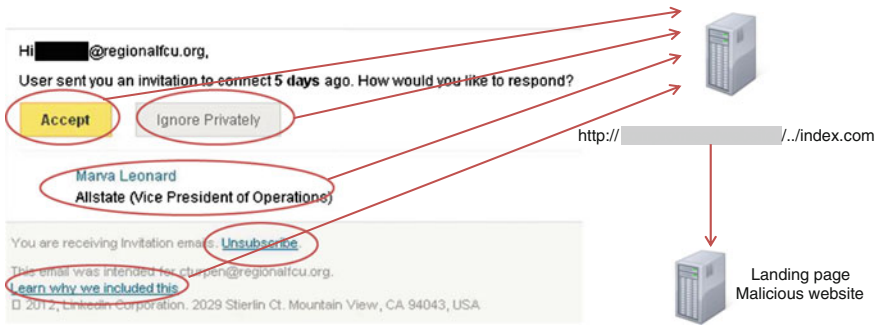 Hi @regionalfcu.org,
User sent you an invitation to connect 5 days ago. How would you like to respond?
Accept Ignore Privately
http:// /../index.com
Marva Leonard
Allstate (Vice President of Operations)
You are receiving Invitation emails. Unsubscribe.
This email was intended for cturpen@regionalfcu.org.
Learn why we included this.
2012, LinkedIn Corporation. 2029 Stierlin Ct. Mountain View, CA 94043, USA
Landing page
Malicious website